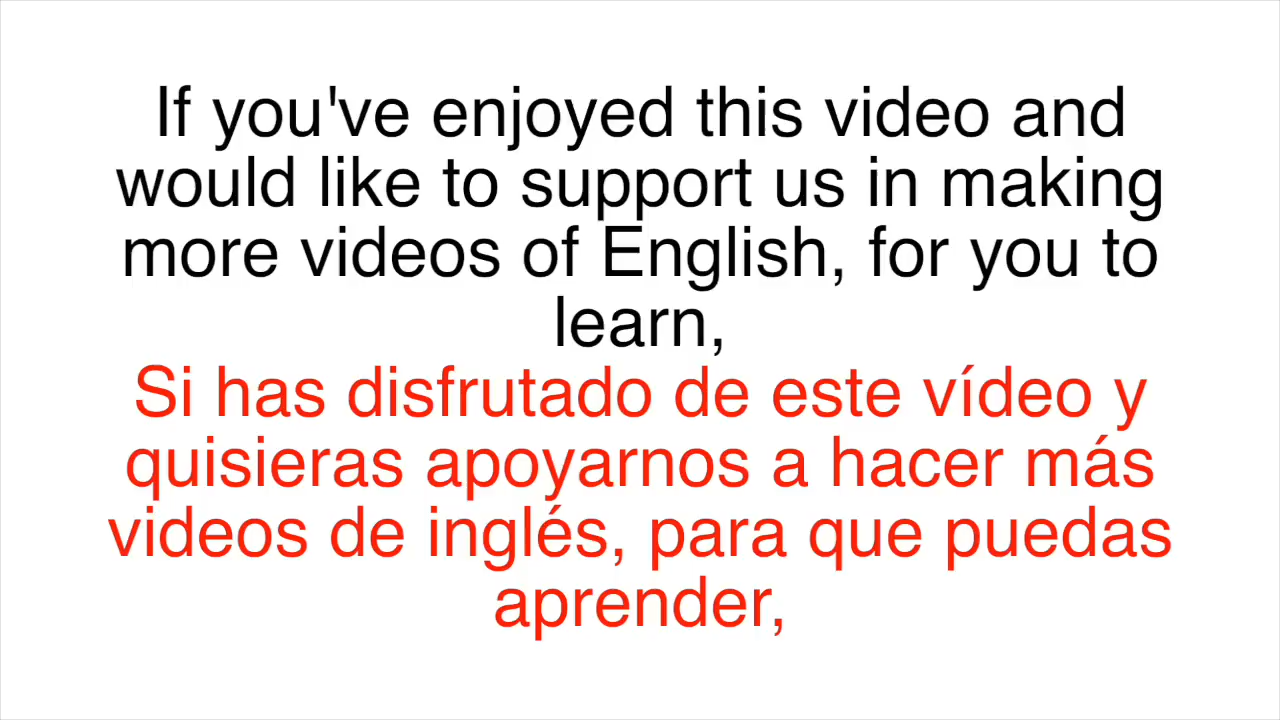 If you've enjoyed this video and
would like to support us in making
more videos of English, for you to
learn,
Si has disfrutado de este vídeo y
quisieras apoyarnos a hacer más
videos de inglés, para que puedas
aprender,